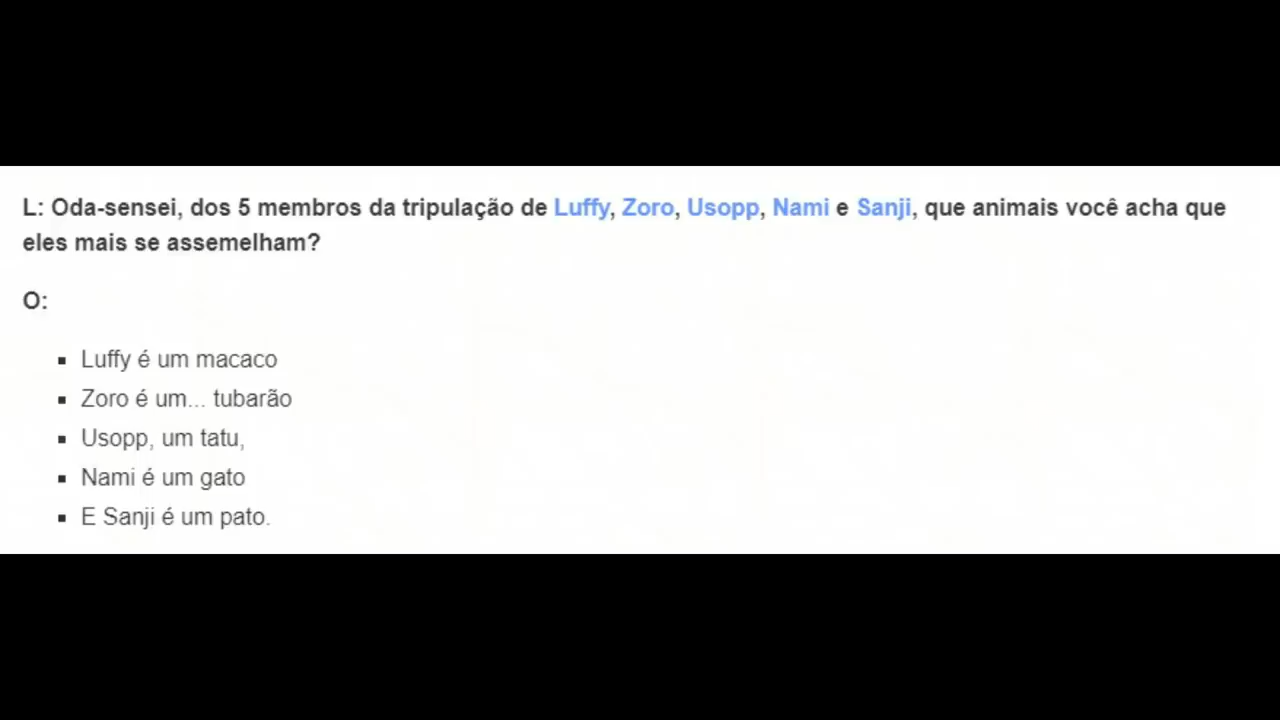 L: Oda-sensei, dos 5 membros da tripulação de Luffy, Zoro, Usopp, Nami e Sanji, que animais você acha que
eles mais se assemelham?
O:
▪ Luffy é um macaco
▪ Zoro é um... tubarão
▪ Usopp, um tatu,
▪ Nami é um gato
▪ E Sanji é um pato.